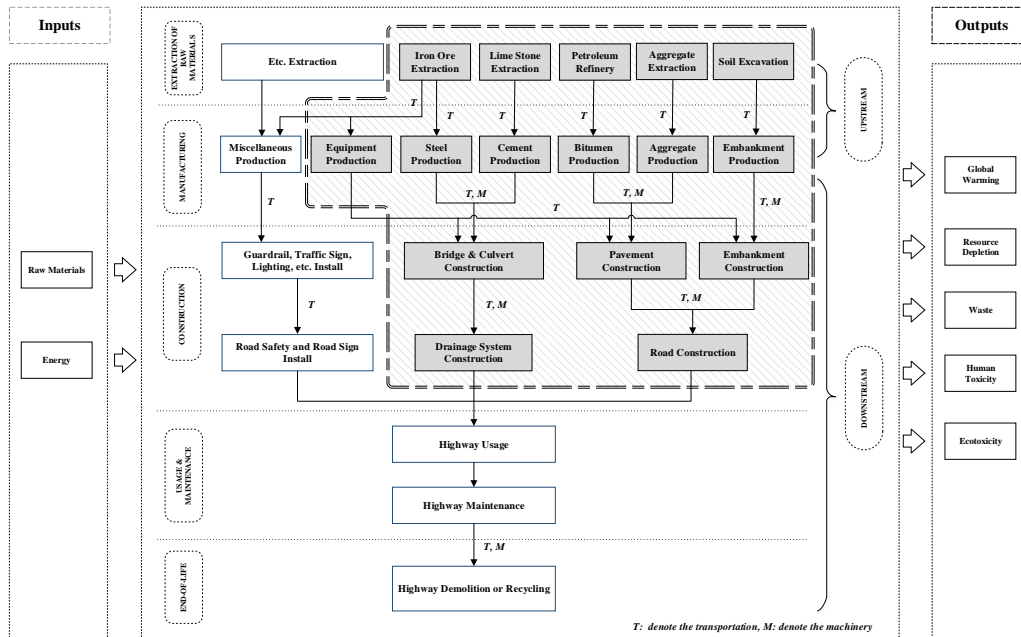 Inputs
Outputs
EXTRACTION OF
RAW
MATERIALS
Etc. Extraction
Iron Ore
Extraction
Lime Stone
Extraction
Petroleum
Refinery
Aggregate
Extraction
Soil Excavation
UPSTREAM
T
T
T
T
T
T
MANUFACTURING
Miscellaneous
Production
Equipment
Production
Steel
Production
Cement
Production
Bitumen
Production
Aggregate
Production
Embankment
Production
T
T, M
T, M
T
T, M
CONSTRUCTION
Guardrail, Traffic Sign,
Lighting, etc. Install
Bridge & Culvert
Construction
Pavement
Construction
Embankment
Construction
T
T, M
T, M
Road Safety and Road Sign
Install
Drainage System
Construction
Road Construction
DOWNSTREAM
USAGE &
MAINTENANCE
Highway Usage
Highway Maintenance
T, M
END-OF-LIFE
Highway Demolition or Recycling
T: denote the transportation, M: denote the machinery
Raw Materials
Energy
Global
Warming
Resource
Depletion
Waste
Human
Toxicity
Ecotoxicity